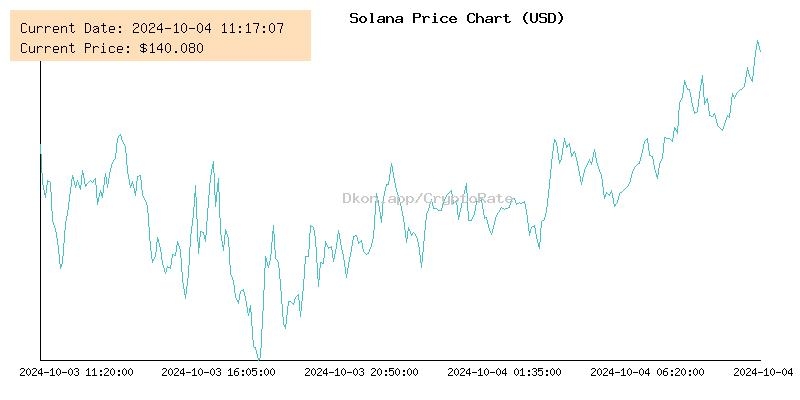 Solana Price Chart (USD)
Current Date: 2024-10-04 11:17:07
Current Price: $140.080
Dkon.app/CryptoRate
2024-10-03 11:20:00 2024-10-03 16:05:00 2024-10-03 20:50:00 2024-10-04 01:35:00 2024-10-04 06:20:00 2024-10-04